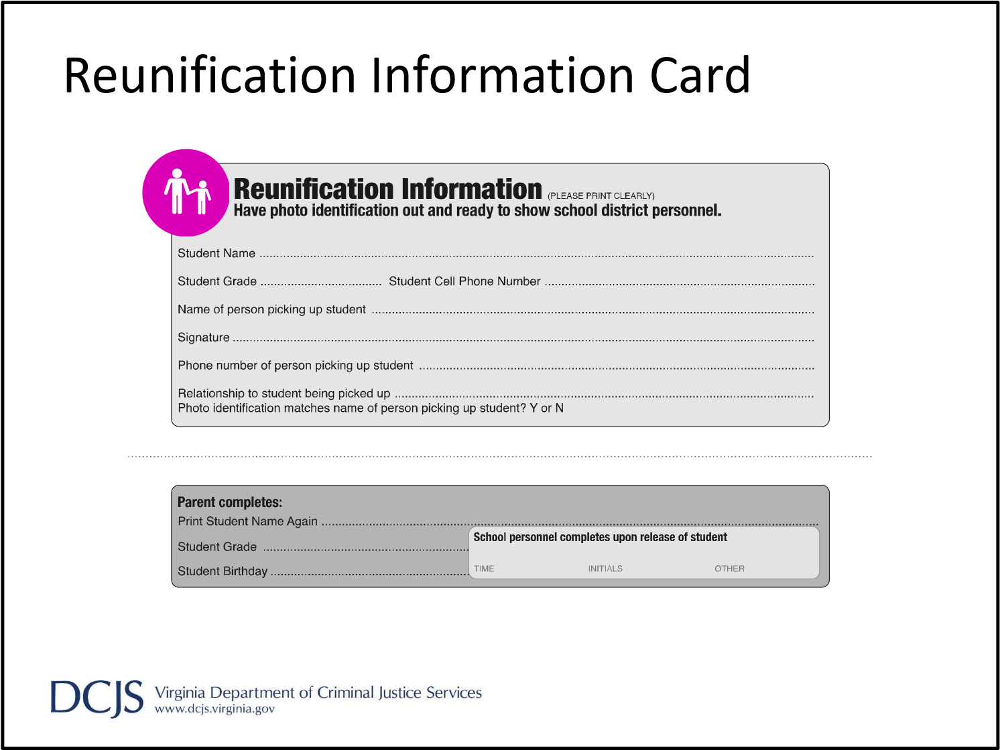 Reunification Information Card
Reunification Information (PLEASE PRINT CLEARLY)
Have photo identification out and ready to show school district personnel.
Student Name
Student Grade Student Cell Phone Number
Name of person picking up student
Signature
Phone number of person picking up student
Relationship to student being picked up
Photo identification matches name of person picking up student? Y or N
Parent completes:
Print Student Name Again
School personnel completes upon release of student
Student Grade
Student Birthday
TIME INITIALS OTHER
DCJS Virginia Department of Criminal Justice Services
www.dcjs.virginia.gov